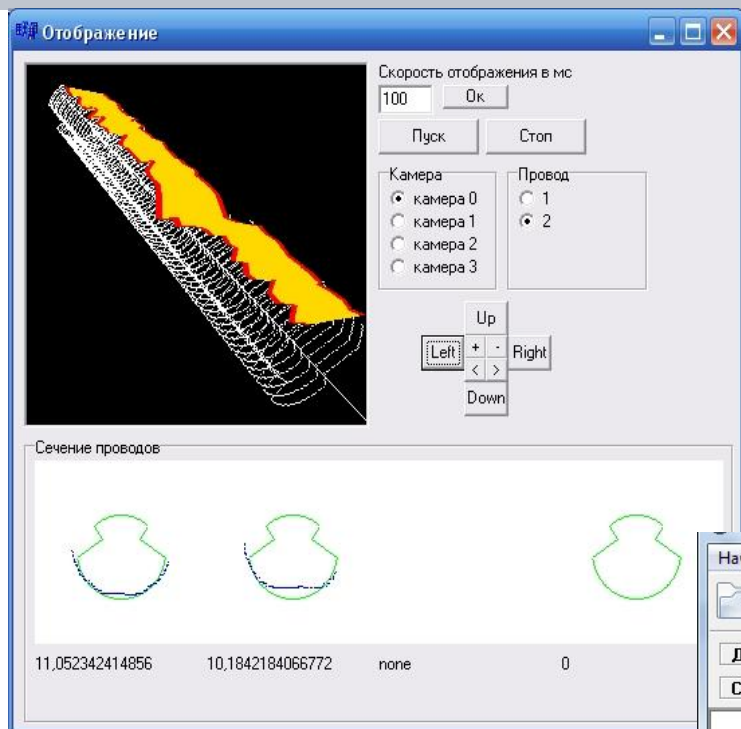 Отображение
Скорость отображения в мс
100 Ок
Пуск Стоп
Камера Провод
камера 0 1
камера 1 2
камера 2
камера 3
Up
Left + - Right
< >
Down
Сечение проводов
11,052342414856 10,1842184066772 none 0